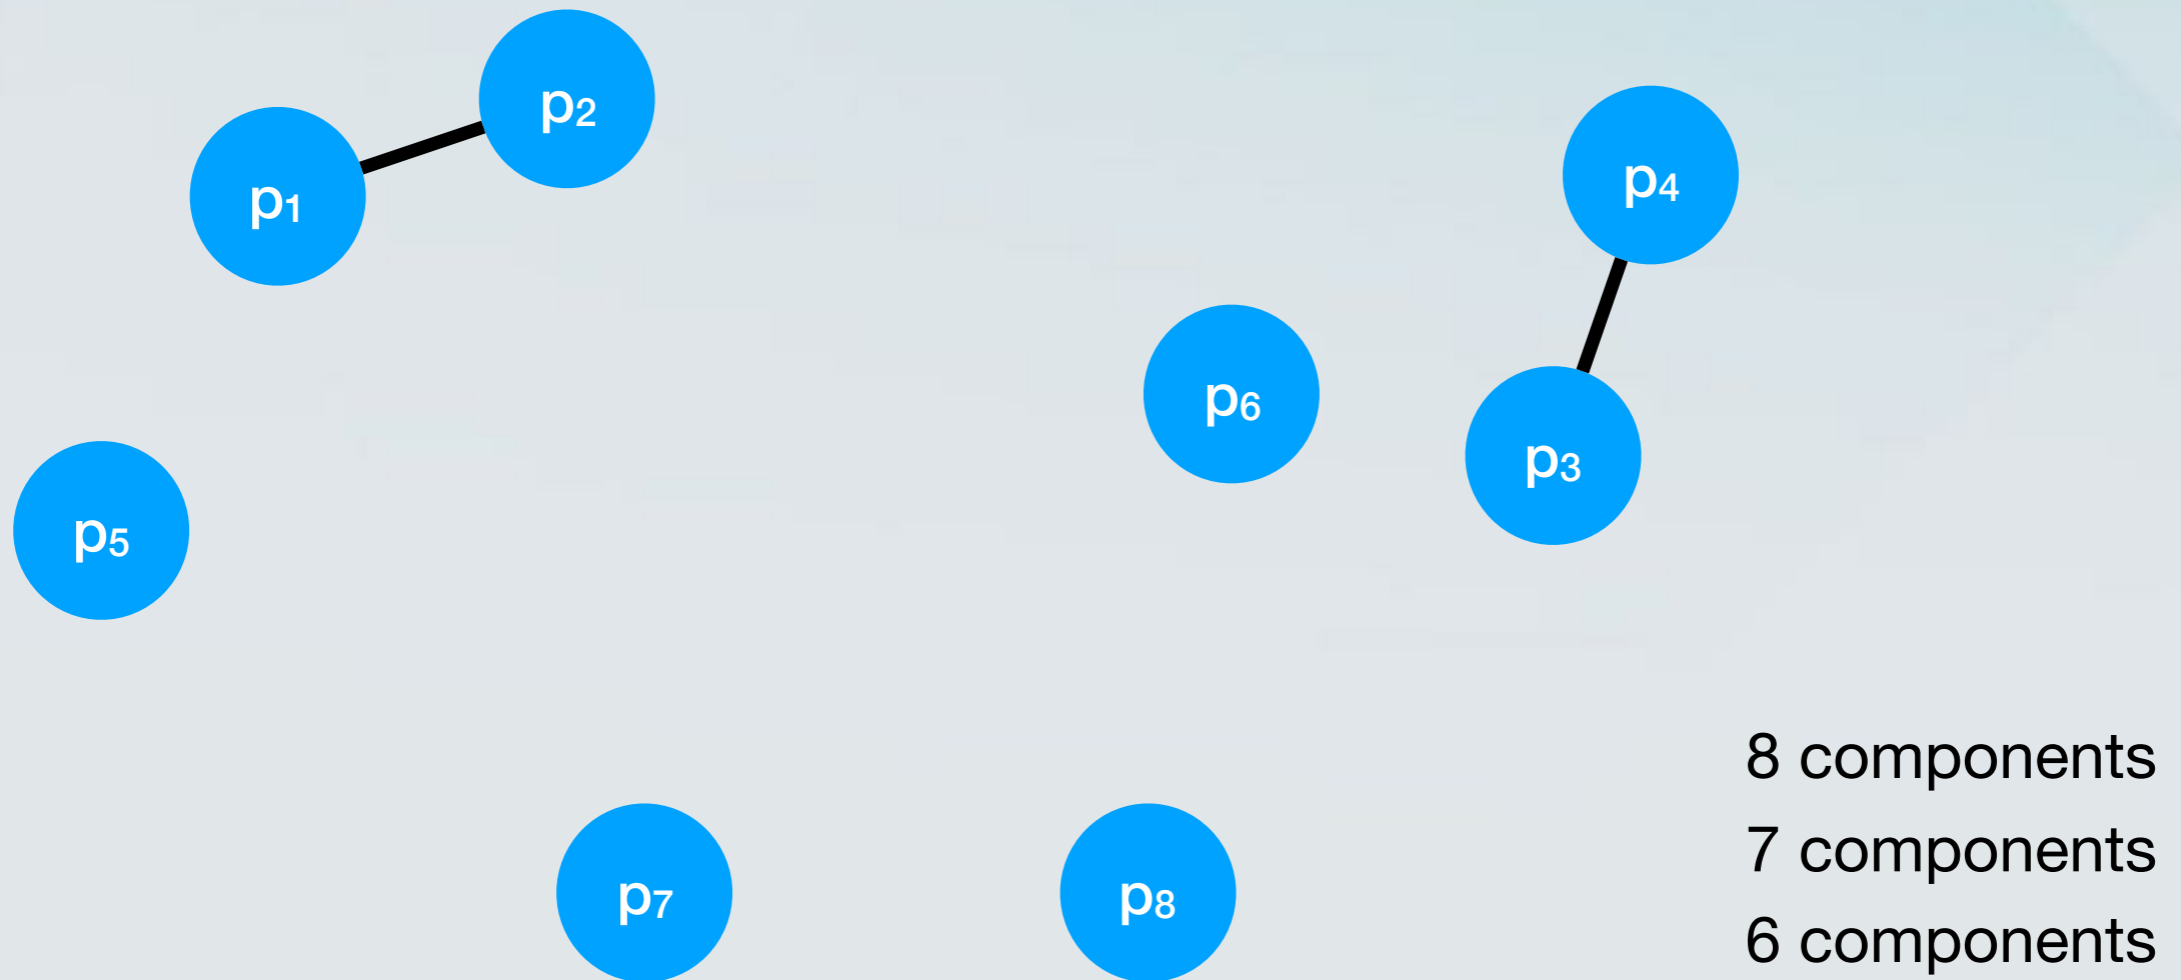 p₂
p₁
p₄
p₆
p₃
p₅
p₇
p₈
8 components
7 components
6 components